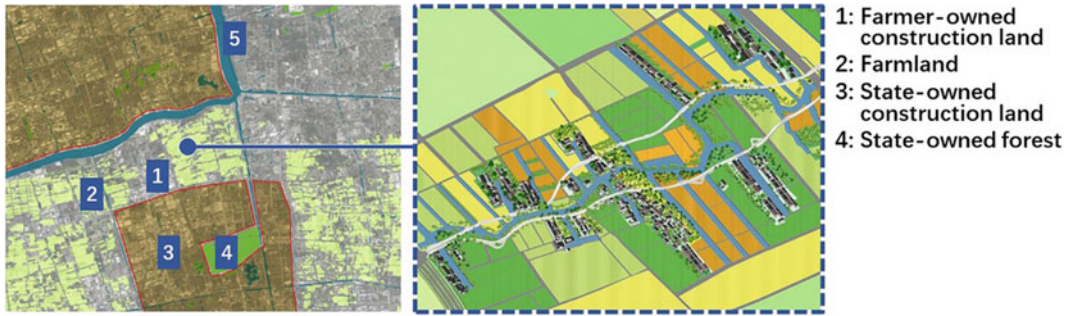 5
2
1
3
4
1: Farmer-owned
construction land
2: Farmland
3: State-owned
construction land
4: State-owned forest